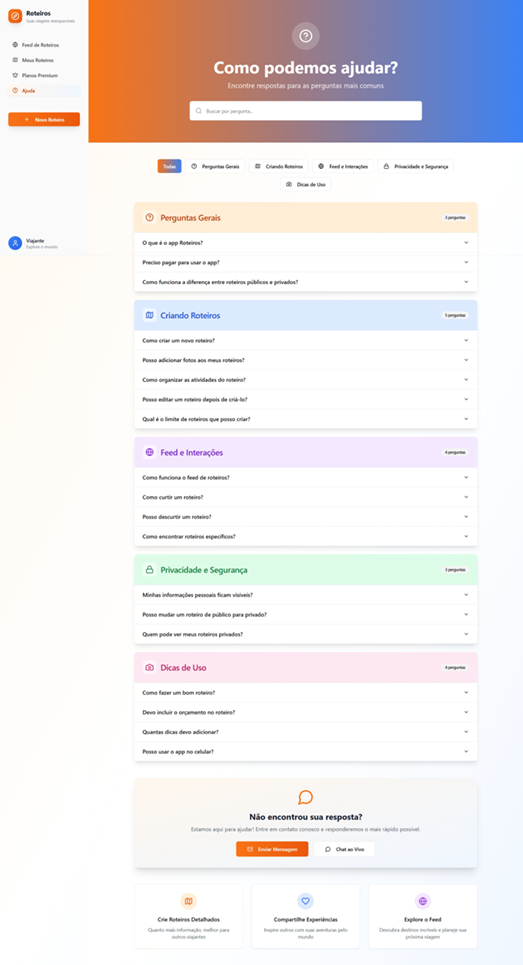 Roteiros
Suas viagens inesquecíveis
Feed de Roteiros
Meus Roteiros
Planos Premium
Ajuda
+ Novo Roteiro
Viajante
Explore o mundo
Como podemos ajudar?
Encontre respostas para as perguntas mais comuns
Buscar por pergunta...
Todas
Perguntas Gerais
Criando Roteiros
Feed e Interações
Privacidade e Segurança
Dicas de Uso
Perguntas Gerais
3 perguntas
O que é o app Roteiros?
Preciso pagar para usar o app?
Como funciona a diferença entre roteiros públicos e privados?
Criando Roteiros
5 perguntas
Como criar um novo roteiro?
Posso adicionar fotos aos meus roteiros?
Como organizar as atividades do roteiro?
Posso editar um roteiro depois de criá-lo?
Qual é o limite de roteiros que posso criar?
Feed e Interações
4 perguntas
Como funciona o feed de roteiros?
Como curtir um roteiro?
Posso descurtir um roteiro?
Como encontrar roteiros específicos?
Privacidade e Segurança
3 perguntas
Minhas informações pessoais ficam visíveis?
Posso mudar um roteiro de público para privado?
Quem pode ver meus roteiros privados?
Dicas de Uso
4 perguntas
Como fazer um bom roteiro?
Devo incluir o orçamento no roteiro?
Quantas dicas devo adicionar?
Posso usar o app no celular?
Não encontrou sua resposta?
Estamos aqui para ajudar! Entre em contato conosco e responderemos o mais rápido possível.
Enviar Mensagem
Chat ao Vivo
Crie Roteiros Detalhados
Quanto mais informação, melhor para
outros viajantes
Compartilhe Experiências
Inspire outros com suas aventuras pelo
mundo
Explore o Feed
Descubra destinos incríveis e planeje sua
próxima viagem